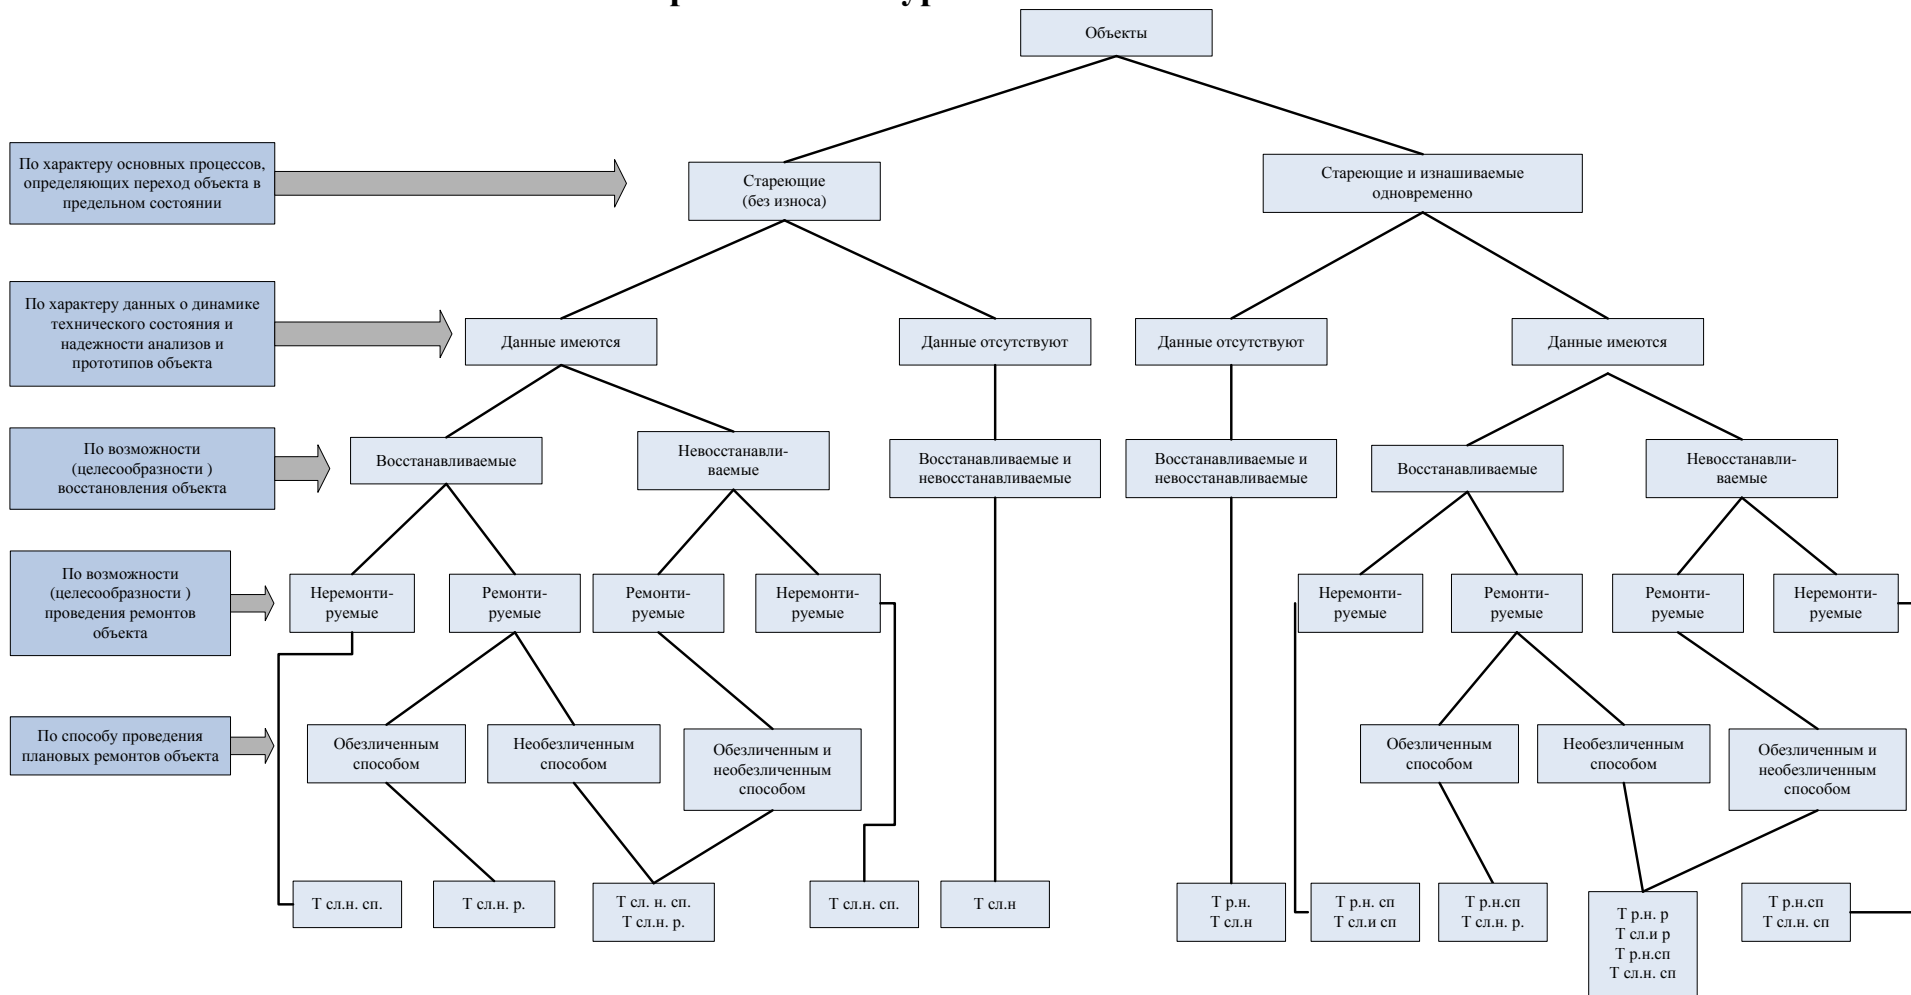 Объекты
По характеру основных процессов,
определяющих переход объекта в
предельном состоянии
Стареющие
(без износа)
Стареющие и изнашиваемые
одновременно
По характеру данных о динамике
технического состояния и
надежности анализов и
прототипов объекта
Данные имеются
Данные отсутствуют
Данные отсутствуют
Данные имеются
По возможности
(целесообразности )
восстановления объекта
Восстанавливаемые
Невосстанавли-
ваемые
Восстанавливаемые и
невосстанавливаемые
Восстанавливаемые и
невосстанавливаемые
Восстанавливаемые
Невосстанавли-
ваемые
По возможности
(целесообразности )
проведения ремонтов
объекта
Неремонти-
руемые
Ремонти-
руемые
Ремонти-
руемые
Неремонти-
руемые
Неремонти-
руемые
Ремонти-
руемые
Ремонти-
руемые
Неремонти-
руемые
По способу проведения
плановых ремонтов объекта
Обезличенным
способом
Необезличенным
способом
Обезличенным и
необезличенным
способом
Обезличенным
способом
Необезличенным
способом
Обезличенным и
необезличенным
способом
Т сл.н. сп.
Т сл.н. р.
Т сл. н. сп.
Т сл.н. р.
Т сл.н. сп.
Т сл.н
Т р.н.
Т сл.н
Т р.н. сп
Т сл.и сп
Т р.н.сп
Т сл.н. р.
Т р.н. р
Т сл.и р
Т р.н.сп
Т сл.н. сп
Т р.н.сп
Т сл.н. сп